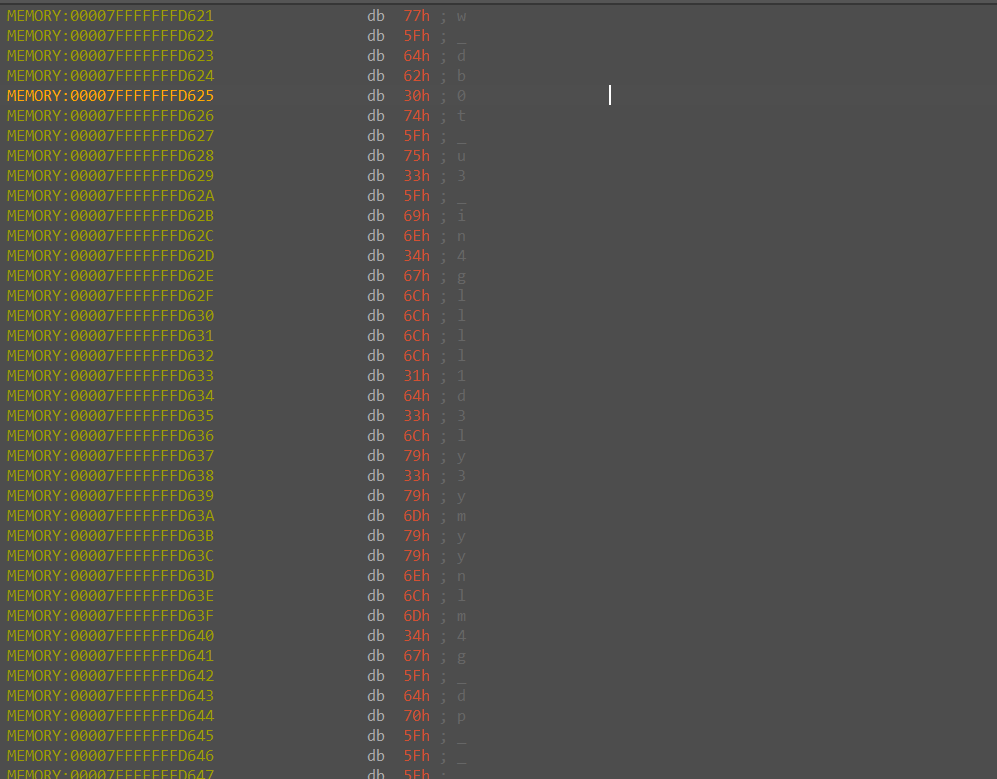 MEMORY:00007FFFFFFFD621 db 77h ; w
MEMORY:00007FFFFFFFD622 db 5Fh ; _
MEMORY:00007FFFFFFFD623 db 64h ; d
MEMORY:00007FFFFFFFD624 db 62h ; b
MEMORY:00007FFFFFFFD625 db 30h ; 0
MEMORY:00007FFFFFFFD626 db 74h ; t
MEMORY:00007FFFFFFFD627 db 5Fh ; _
MEMORY:00007FFFFFFFD628 db 75h ; u
MEMORY:00007FFFFFFFD629 db 33h ; 3
MEMORY:00007FFFFFFFD62A db 5Fh ; _
MEMORY:00007FFFFFFFD62B db 69h ; i
MEMORY:00007FFFFFFFD62C db 6Eh ; n
MEMORY:00007FFFFFFFD62D db 34h ; 4
MEMORY:00007FFFFFFFD62E db 67h ; g
MEMORY:00007FFFFFFFD62F db 6Ch ; l
MEMORY:00007FFFFFFFD630 db 6Ch ; l
MEMORY:00007FFFFFFFD631 db 6Ch ; l
MEMORY:00007FFFFFFFD632 db 6Ch ; l
MEMORY:00007FFFFFFFD633 db 31h ; 1
MEMORY:00007FFFFFFFD634 db 64h ; d
MEMORY:00007FFFFFFFD635 db 33h ; 3
MEMORY:00007FFFFFFFD636 db 6Ch ; l
MEMORY:00007FFFFFFFD637 db 79h ; y
MEMORY:00007FFFFFFFD638 db 33h ; 3
MEMORY:00007FFFFFFFD639 db 79h ; y
MEMORY:00007FFFFFFFD63A db 6Dh ; m
MEMORY:00007FFFFFFFD63B db 79h ; y
MEMORY:00007FFFFFFFD63C db 79h ; y
MEMORY:00007FFFFFFFD63D db 6Eh ; n
MEMORY:00007FFFFFFFD63E db 6Ch ; l
MEMORY:00007FFFFFFFD63F db 6Dh ; m
MEMORY:00007FFFFFFFD640 db 34h ; 4
MEMORY:00007FFFFFFFD641 db 67h ; g
MEMORY:00007FFFFFFFD642 db 5Fh ; _
MEMORY:00007FFFFFFFD643 db 64h ; d
MEMORY:00007FFFFFFFD644 db 70h ; p
MEMORY:00007FFFFFFFD645 db 5Fh ; _
MEMORY:00007FFFFFFFD646 db 5Fh ; _
MEMORY:00007FFFFFFFD647 db 5Fh ;